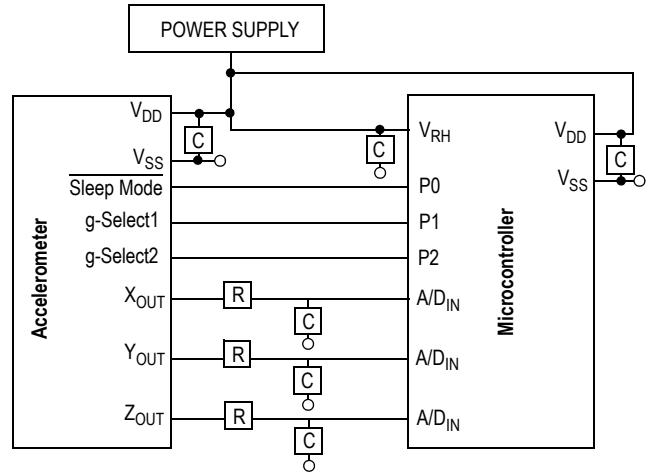 POWER SUPPLY
Accelerometer
V_DD
C
V_SS
Sleep Mode
g-Select1
g-Select2
X_OUT
R
C
Y_OUT
R
C
Z_OUT
R
C
C
V_RH
P0
P1
P2
A/D_IN
A/D_IN
A/D_IN
Microcontroller
V_DD
C
V_SS